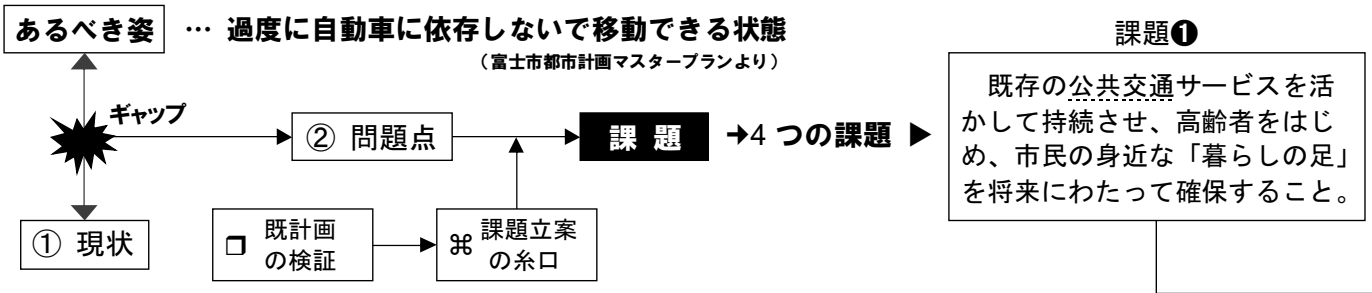 あるべき姿 … 過度に自動車に依存しないで移動できる状態
(富士市都市計画マスタープランより)
ギャップ
② 問題点
課 題
➜4 つの課題 ▶
① 現状
❒ 既計画
の検証
⌘ 課題立案
の糸口
課題❶
既存の公共交通サービスを活
かして持続させ、高齢者をはじ
め、市民の身近な「暮らしの足」
を将来にわたって確保すること。